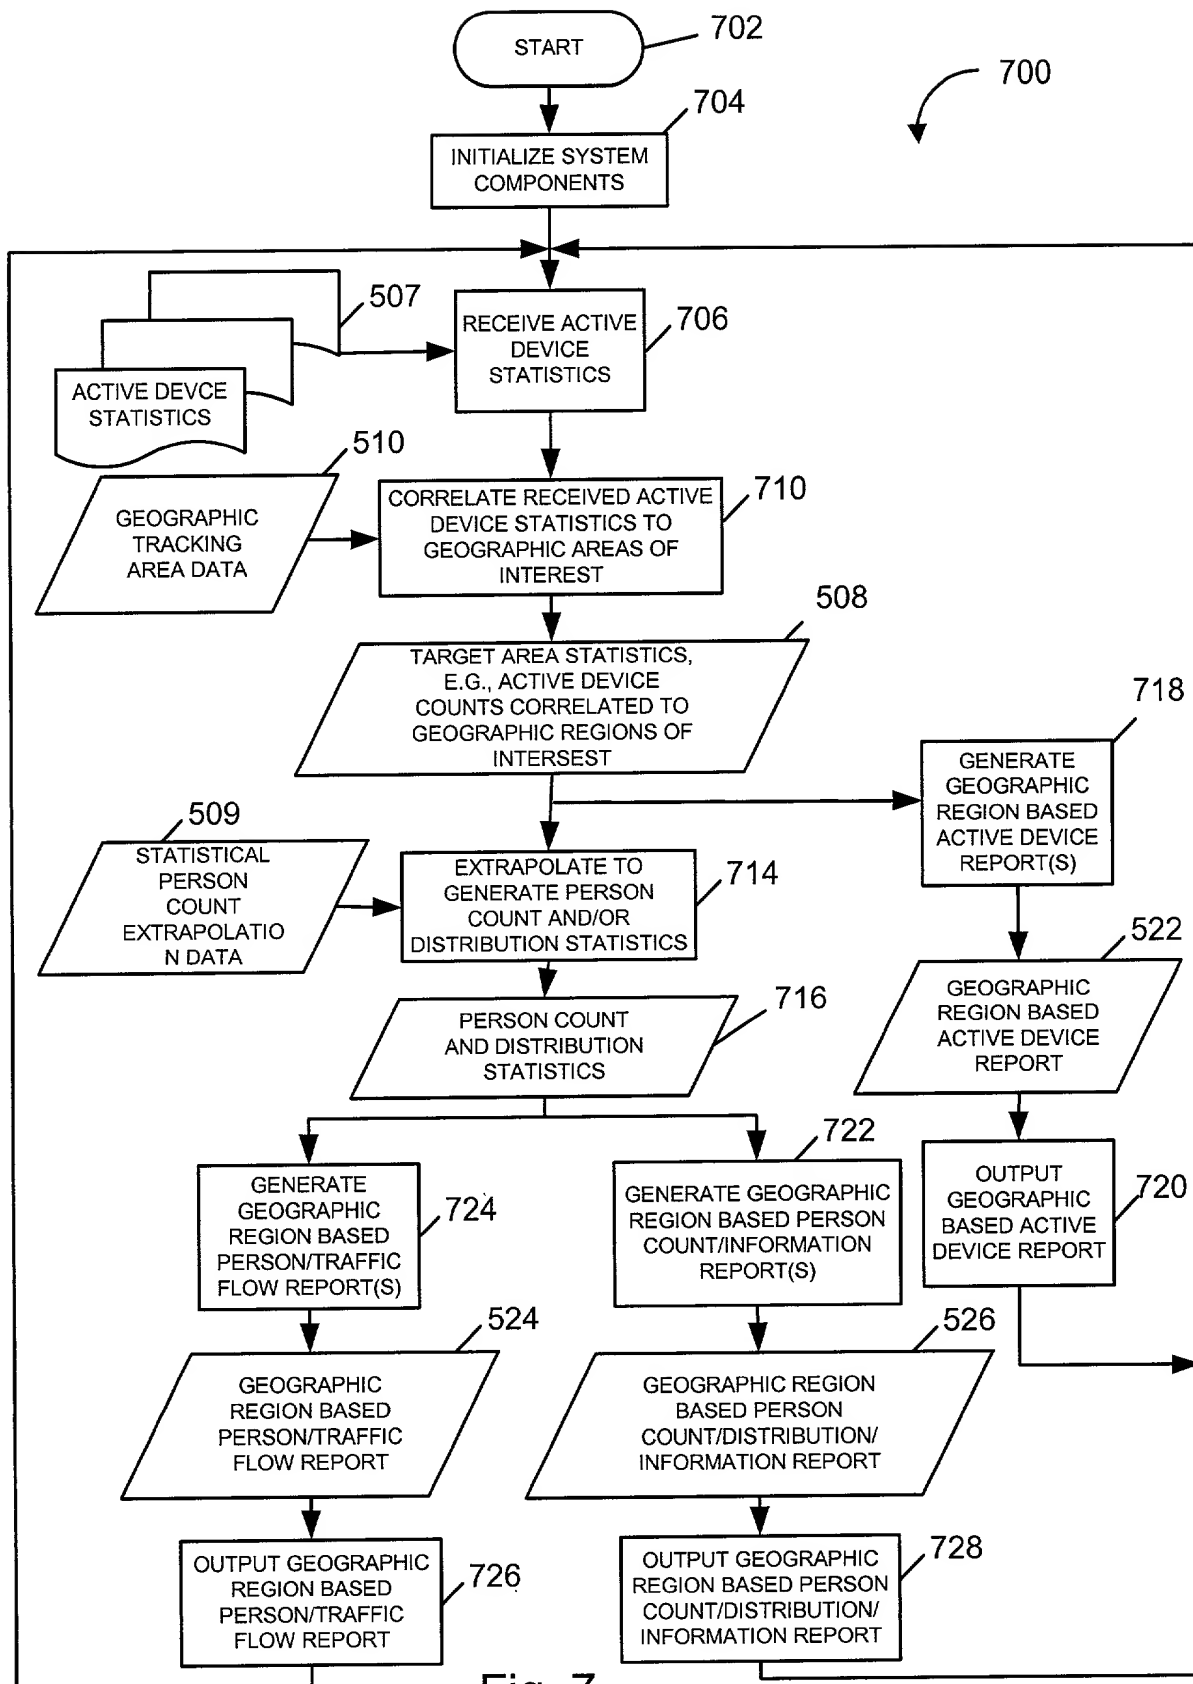 START
702
700
704
INITIALIZE SYSTEM
COMPONENTS
507
RECEIVE ACTIVE
DEVICE
STATISTICS
706
ACTIVE DEVCE
STATISTICS
510
GEOGRAPHIC
TRACKING
AREA DATA
CORRELATE RECEIVED ACTIVE
DEVICE STATISTICS TO
GEOGRAPHIC AREAS OF
INTEREST
710
508
TARGET AREA STATISTICS,
E.G., ACTIVE DEVICE
COUNTS CORRELATED TO
GEOGRAPHIC REGIONS OF
INTERSEST
718
GENERATE
GEOGRAPHIC
REGION BASED
ACTIVE DEVICE
REPORT(S)
509
STATISTICAL
PERSON
COUNT
EXTRAPOLATIO
N DATA
EXTRAPOLATE TO
GENERATE PERSON
COUNT AND/OR
DISTRIBUTION STATISTICS
714
522
GEOGRAPHIC
REGION BASED
ACTIVE DEVICE
REPORT
PERSON COUNT
AND DISTRIBUTION
STATISTICS
716
722
GENERATE
GEOGRAPHIC
REGION BASED
PERSON/TRAFFIC
FLOW REPORT(S)
724
GENERATE GEOGRAPHIC
REGION BASED PERSON
COUNT/INFORMATION
REPORT(S)
OUTPUT
GEOGRAPHIC
BASED ACTIVE
DEVICE REPORT
720
524
GEOGRAPHIC
REGION BASED
PERSON/TRAFFIC
FLOW REPORT
526
GEOGRAPHIC REGION
BASED PERSON
COUNT/DISTRIBUTION/
INFORMATION REPORT
OUTPUT GEOGRAPHIC
REGION BASED
PERSON/TRAFFIC
FLOW REPORT
726
OUTPUT GEOGRAPHIC
REGION BASED PERSON
COUNT/DISTRIBUTION/
INFORMATION REPORT
728
Fig. 7